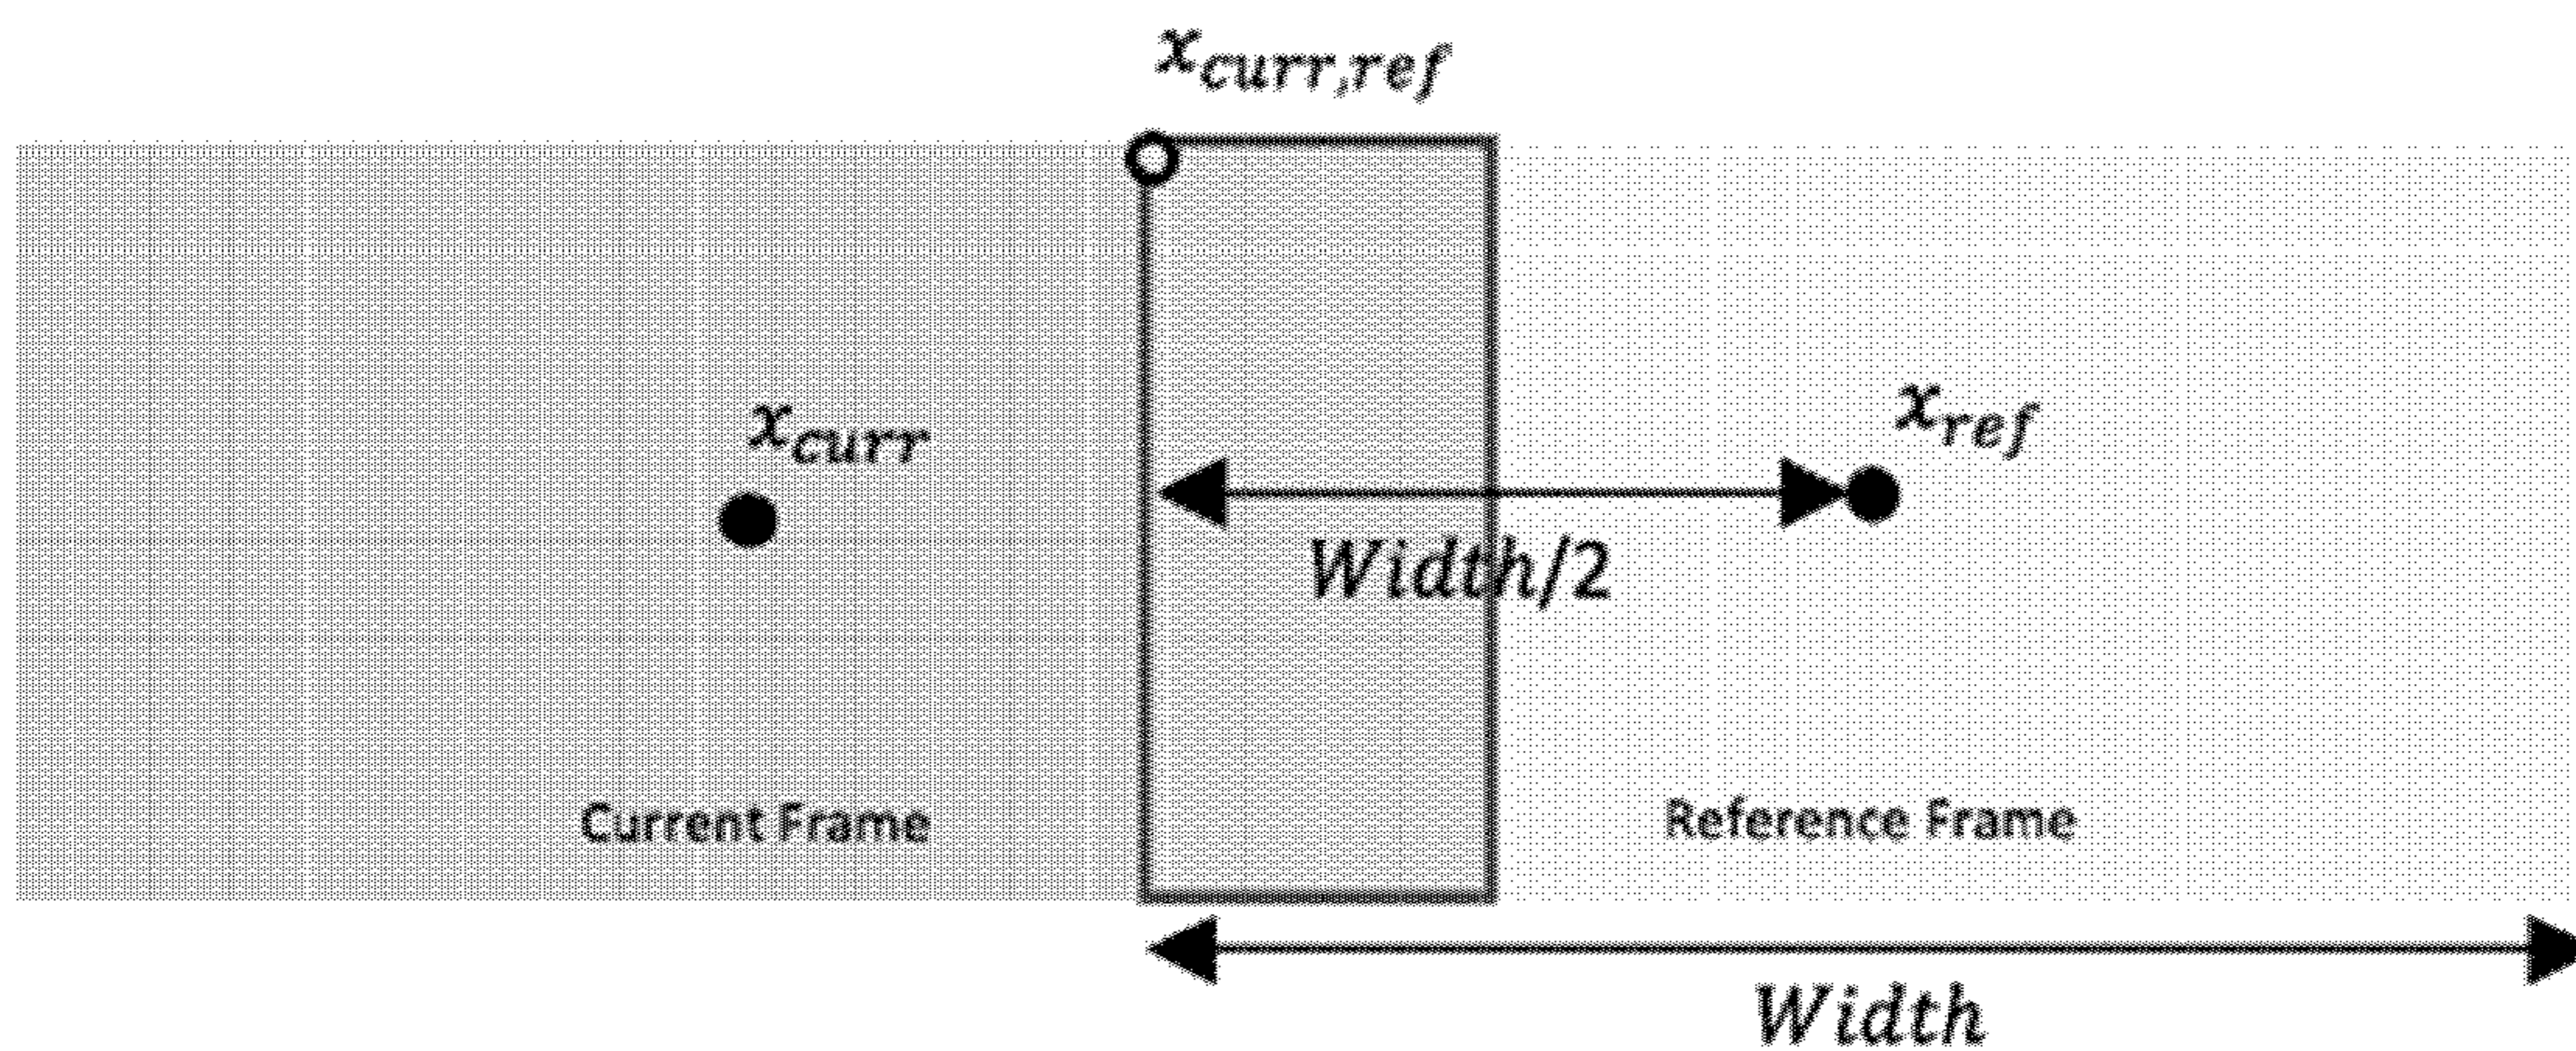 x_curr,ref
x_curr
x_ref
Width/2
Current Frame
Reference Frame
Width